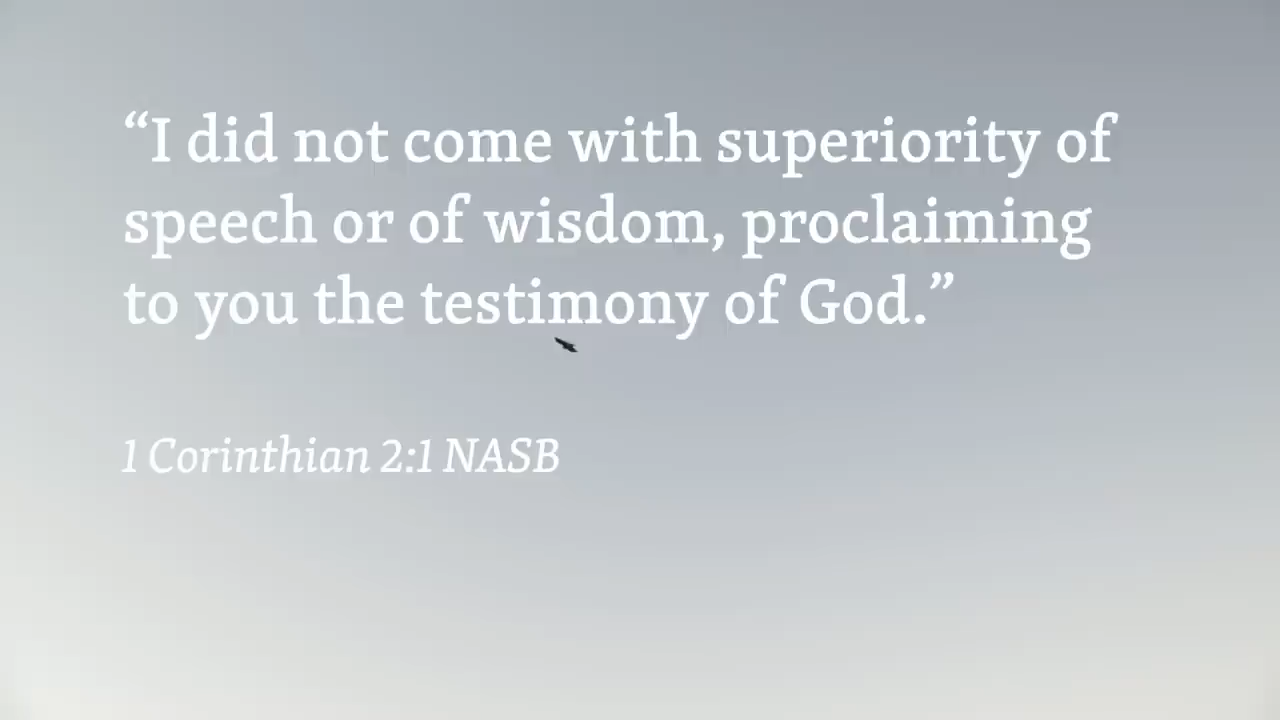 “I did not come with superiority of
speech or of wisdom, proclaiming
to you the testimony of God.”
1 Corinthian 2:1 NASB